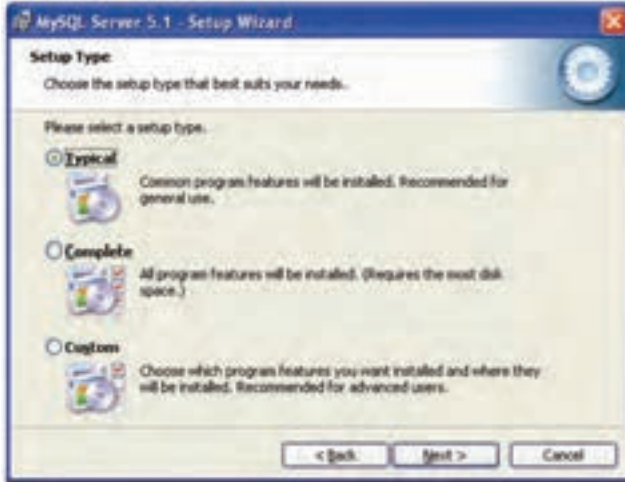 MySQL Server 5.1 - Setup Wizard
Setup Type
Choose the setup type that best suits your needs.
Please select a setup type.
Typical
Common program features will be installed. Recommended for
general use.
Complete
All program features will be installed. (Requires the most disk
space.)
Custom
Choose which program features you want installed and where they
will be installed. Recommended for advanced users.
< Back
Next >
Cancel